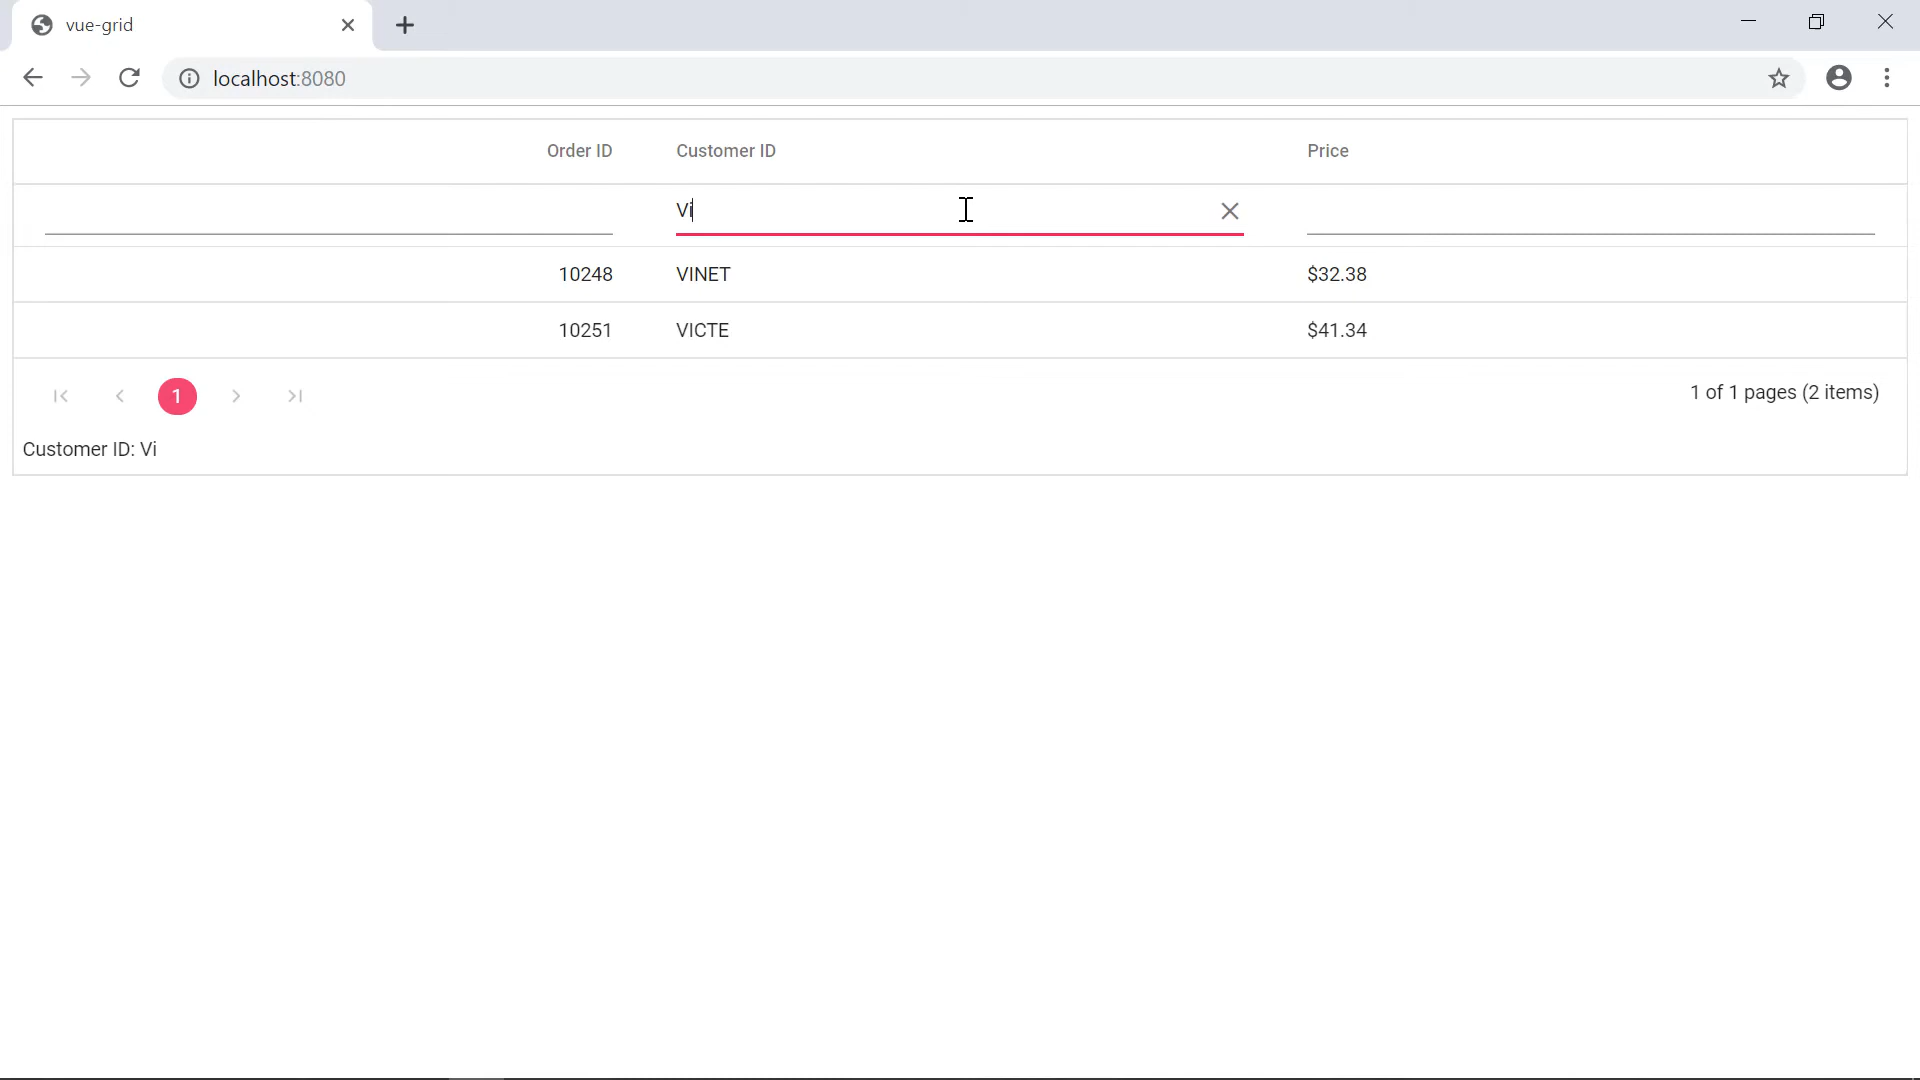 vue-grid
localhost:8080
Order ID Customer ID Price
Vi
10248 VINET $32.38
10251 VICTE $41.34
1 1 of 1 pages (2 items)
Customer ID: Vi